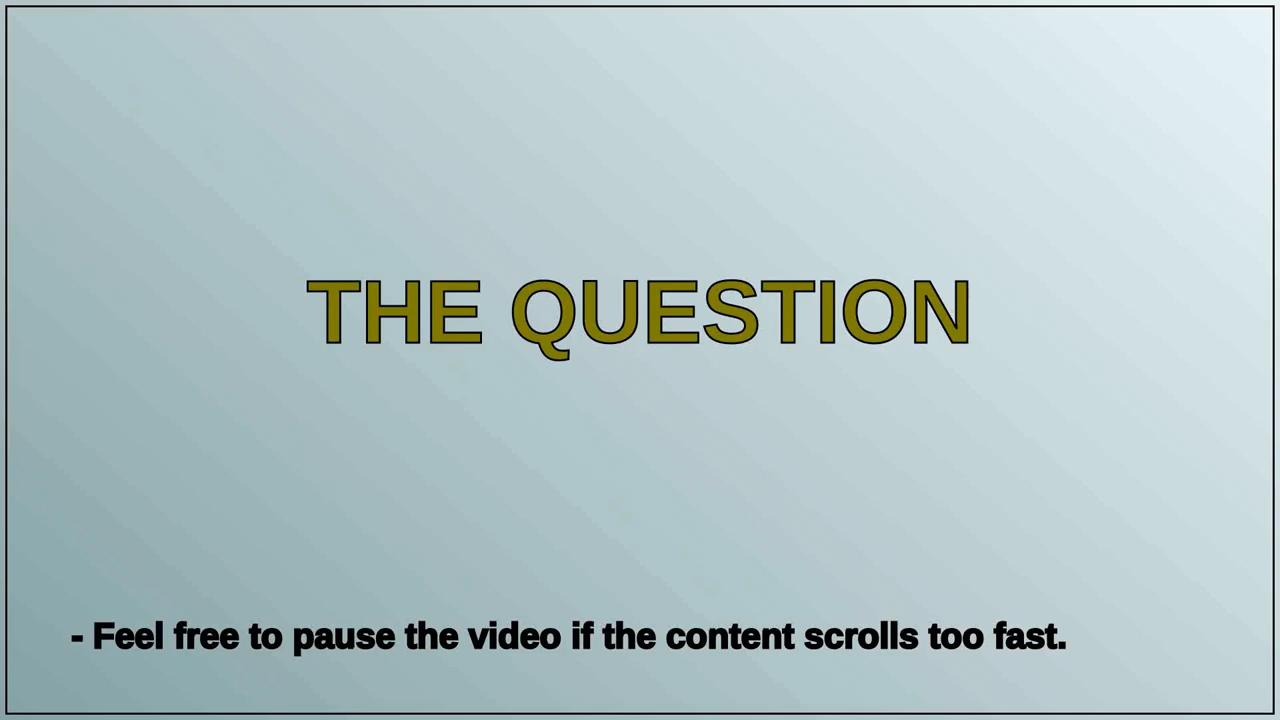 THE QUESTION
- Feel free to pause the video if the content scrolls too fast.